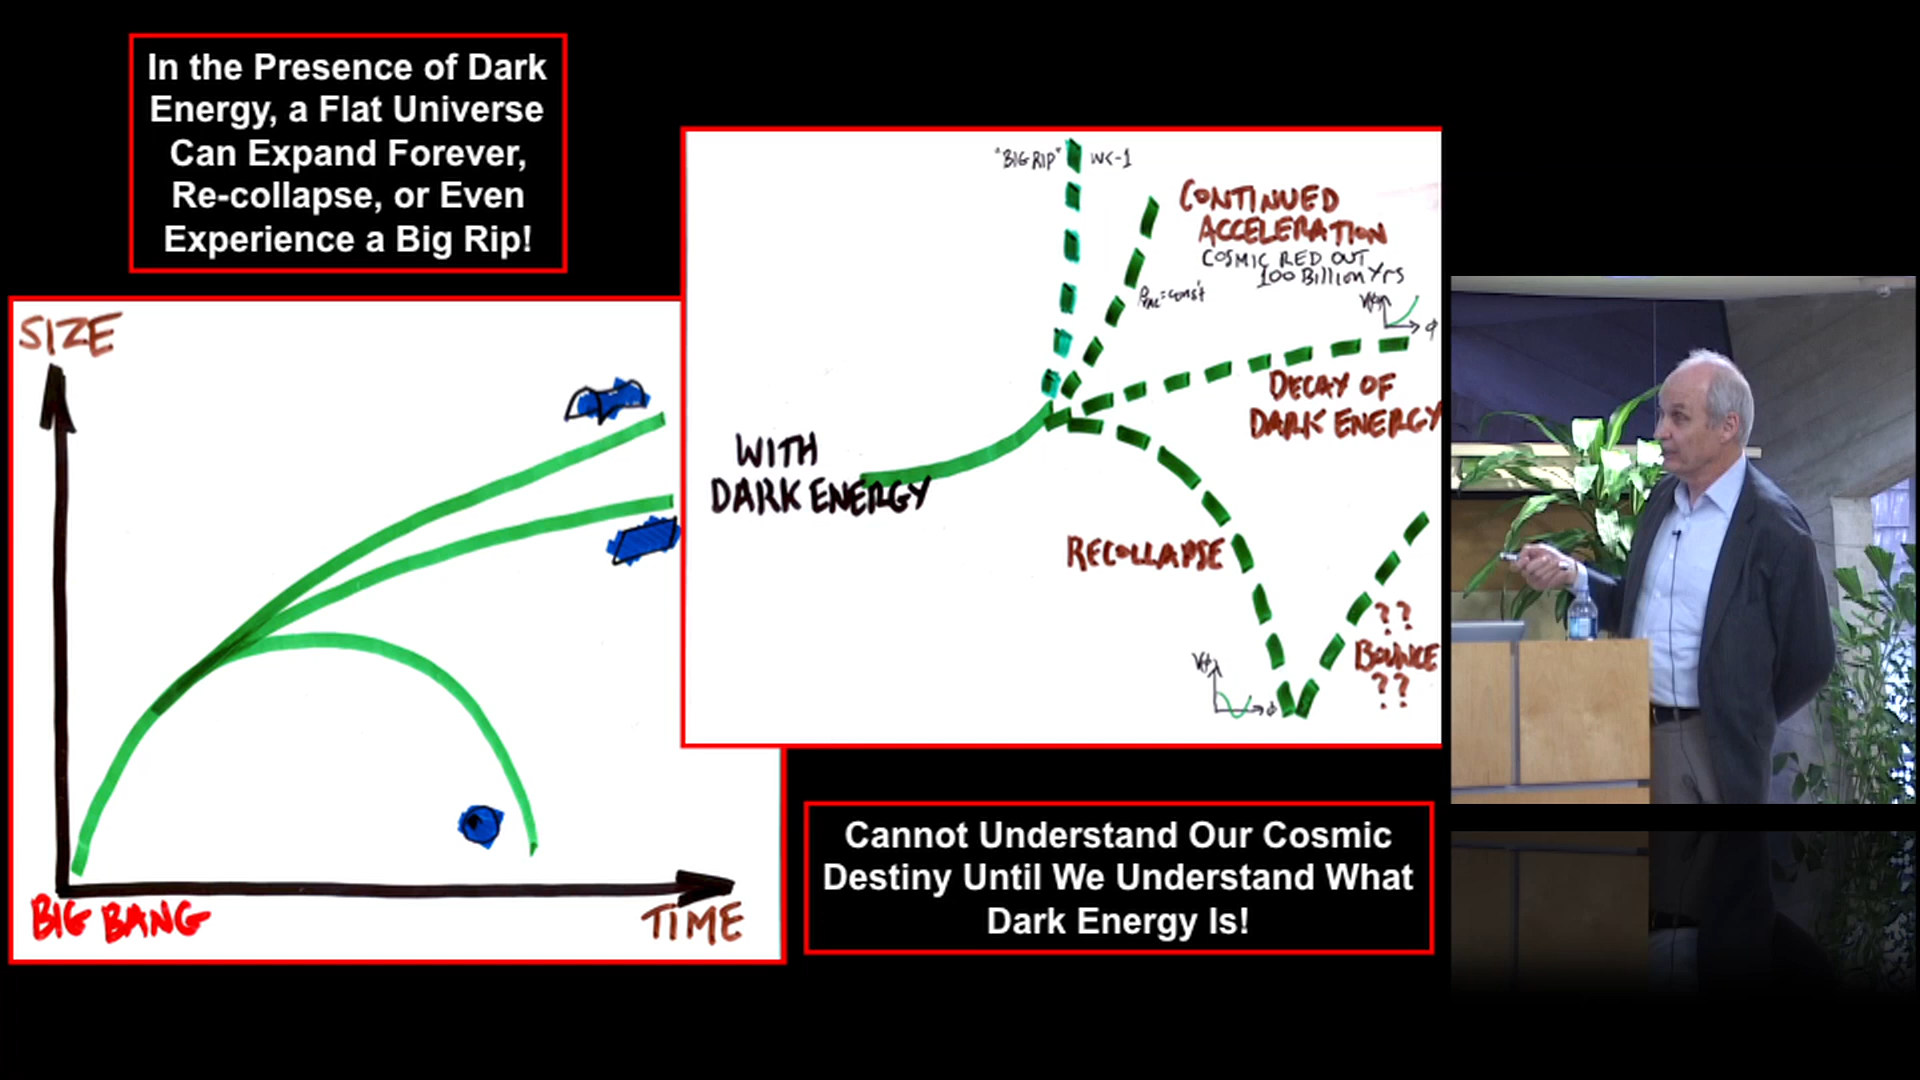 In the Presence of Dark
Energy, a Flat Universe
Can Expand Forever,
Re-collapse, or Even
Experience a Big Rip!
SIZE
BIG BANG
TIME
"BIG RIP" W<-1
CONTINUED
ACCELERATION
COSMIC RED OUT
100 Billion Yrs
= const
DECAY OF
DARK ENERGY
WITH
DARK ENERGY
RECOLLAPSE
??
BOUNCE
??
Cannot Understand Our Cosmic
Destiny Until We Understand What
Dark Energy Is!